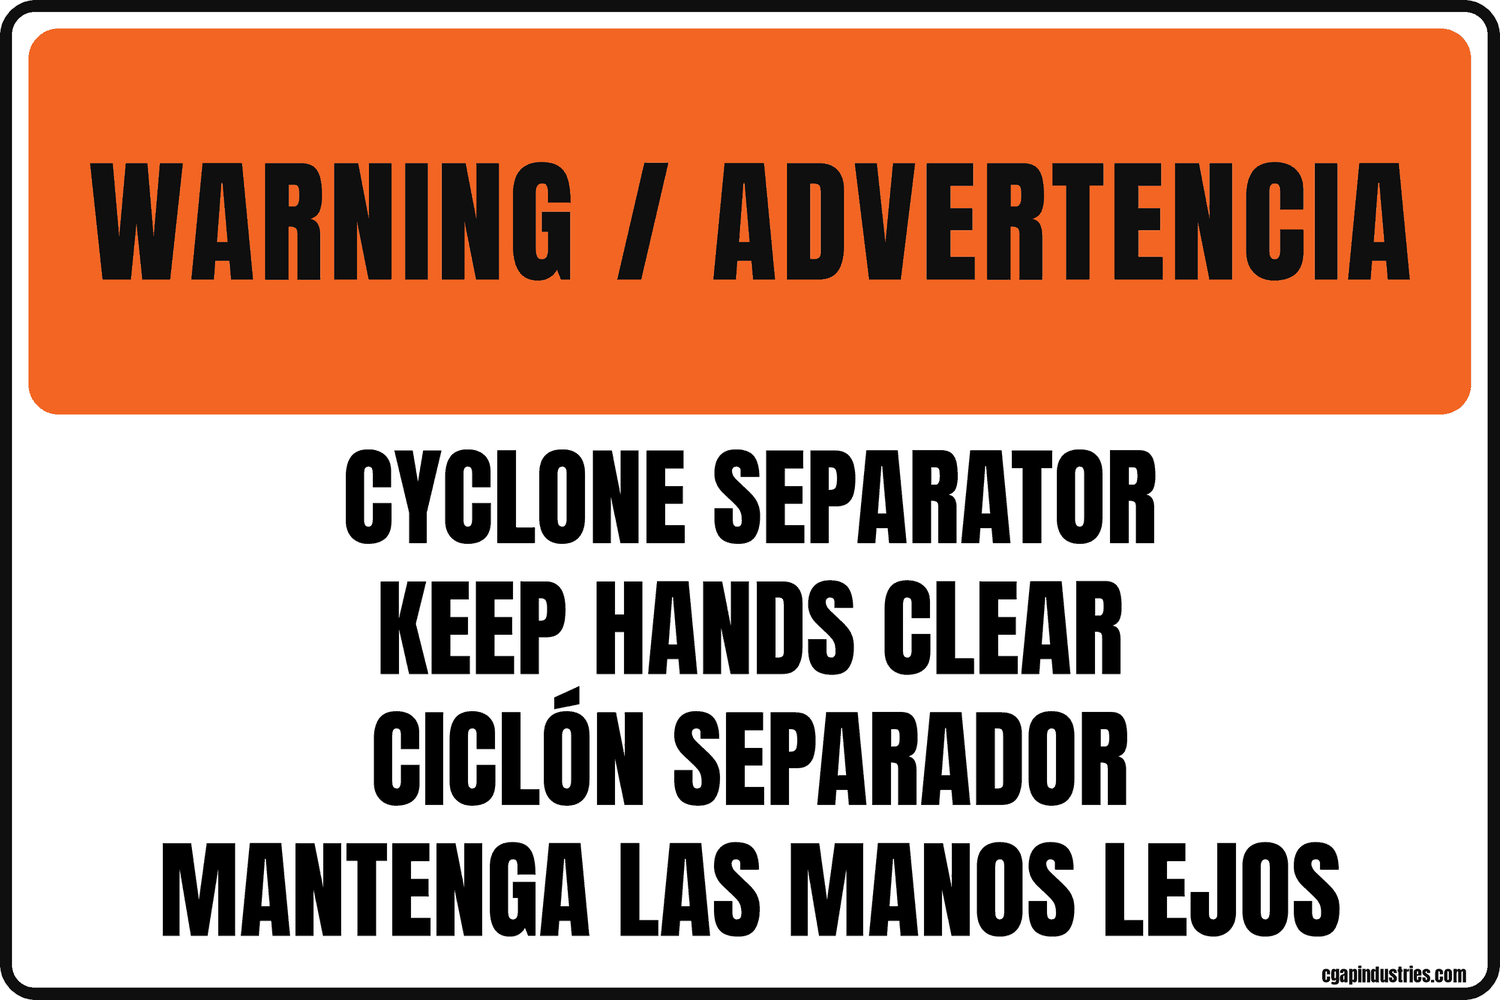 WARNING / ADVERTENCIA
CYCLONE SEPARATOR
KEEP HANDS CLEAR
CICLÓN SEPARADOR
MANTENGA LAS MANOS LEJOS
cgapindustries.com